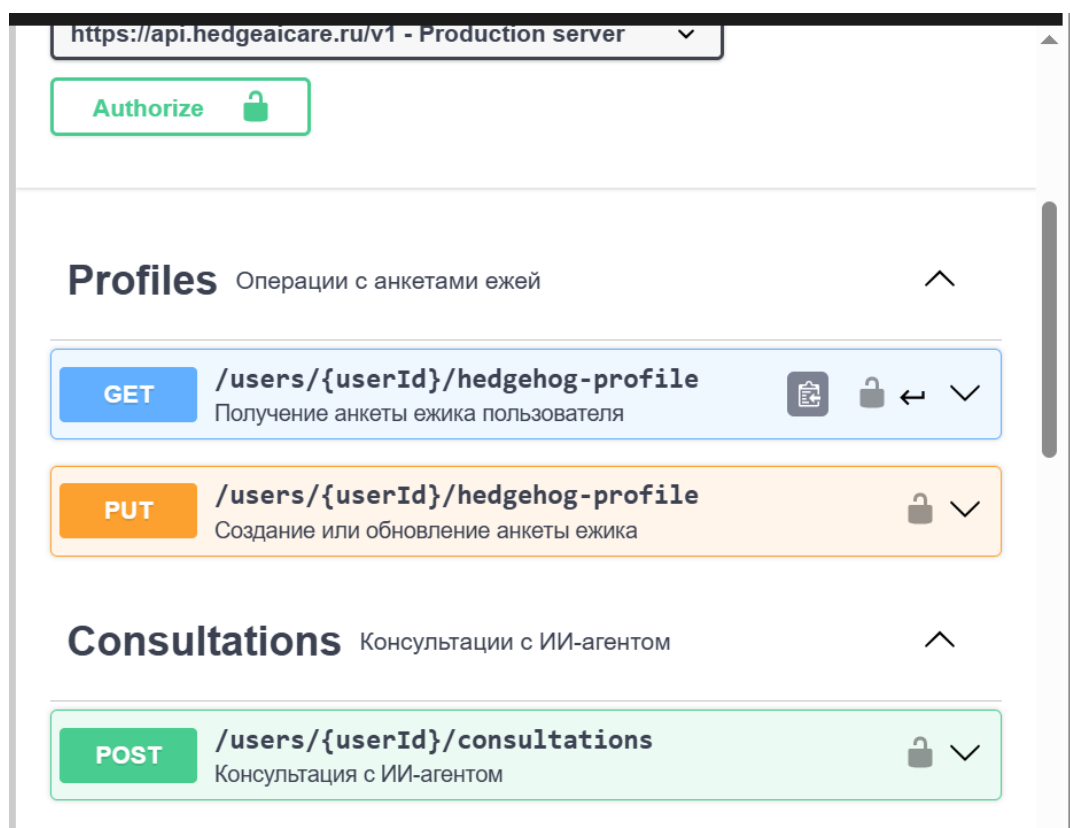 https://api.hedgeaicare.ru/v1 - Production server
Authorize
Profiles Операции с анкетами ежей
GET /users/{userId}/hedgehog-profile
Получение анкеты ежика пользователя
PUT /users/{userId}/hedgehog-profile
Создание или обновление анкеты ежика
Consultations Консультации с ИИ-агентом
POST /users/{userId}/consultations
Консультация с ИИ-агентом